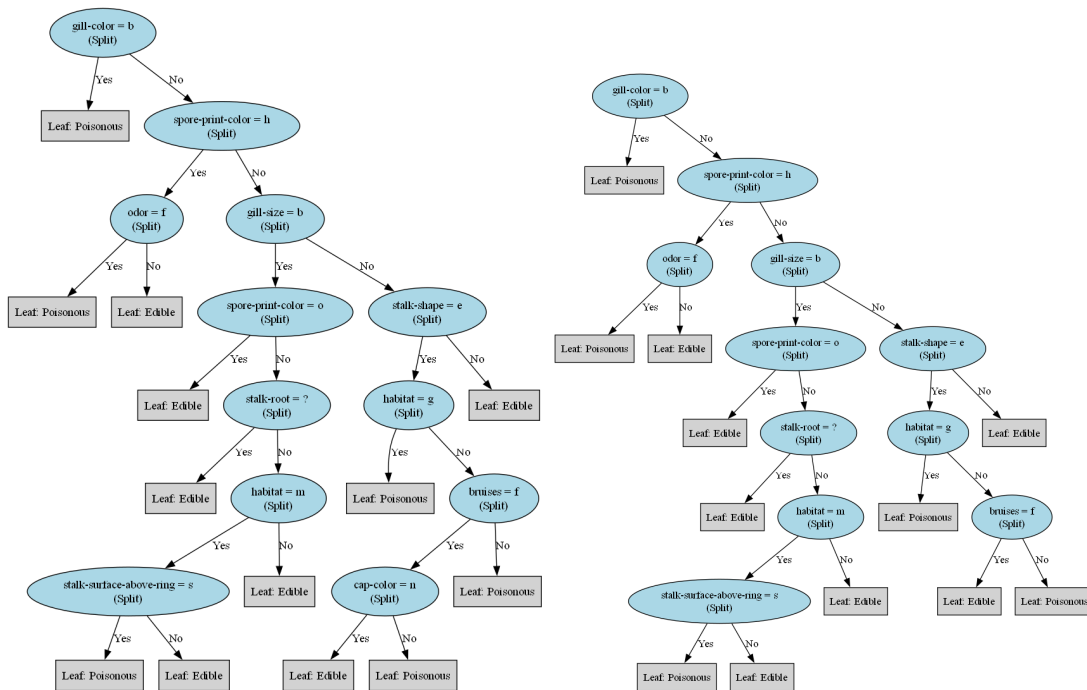 gill-color = b
(Split)
Yes
No
Leaf: Poisonous
spore-print-color = h
(Split)
Yes
No
odor = f
(Split)
gill-size = b
(Split)
Yes
No
Yes
No
Leaf: Poisonous
Leaf: Edible
spore-print-color = o
(Split)
stalk-shape = e
(Split)
Yes
No
Yes
No
Leaf: Edible
stalk-root = ?
(Split)
habitat = g
(Split)
Leaf: Edible
Yes
No
Yes
No
Leaf: Edible
habitat = m
(Split)
Leaf: Poisonous
bruises = f
(Split)
Yes
No
Yes
No
stalk-surface-above-ring = s
(Split)
Leaf: Edible
cap-color = n
(Split)
Leaf: Poisonous
Yes
No
Yes
No
Leaf: Poisonous
Leaf: Edible
Leaf: Edible
Leaf: Poisonous
gill-color = b
(Split)
Yes
No
Leaf: Poisonous
spore-print-color = h
(Split)
Yes
No
odor = f
(Split)
gill-size = b
(Split)
Yes
No
Yes
No
Leaf: Poisonous
Leaf: Edible
spore-print-color = o
(Split)
stalk-shape = e
(Split)
Yes
No
Yes
No
Leaf: Edible
stalk-root = ?
(Split)
habitat = g
(Split)
Leaf: Edible
Yes
No
Yes
No
Leaf: Edible
habitat = m
(Split)
Leaf: Poisonous
bruises = f
(Split)
Yes
No
Yes
No
stalk-surface-above-ring = s
(Split)
Leaf: Edible
Leaf: Edible
Leaf: Poisonous
Yes
No
Leaf: Poisonous
Leaf: Edible